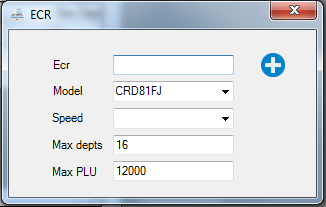 ECR
Ecr
Model CRD81FJ
Speed
Max depts 16
Max PLU 12000